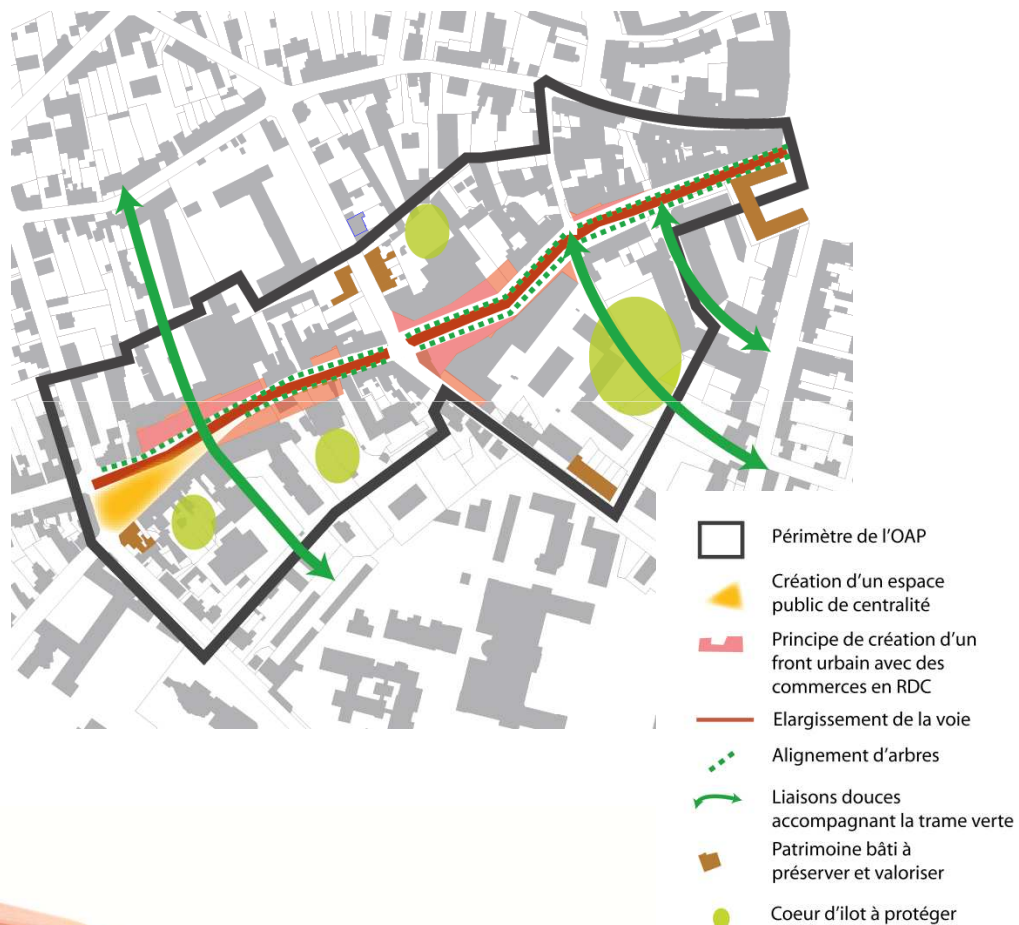 Périmètre de l'OAP
Création d'un espace
public de centralité
Principe de création d'un
front urbain avec des
commerces en RDC
Elargissement de la voie
Alignement d'arbres
Liaisons douces
accompagnant la trame verte
Patrimoine bâti à
préserver et valoriser
Coeur d'ilot à protéger